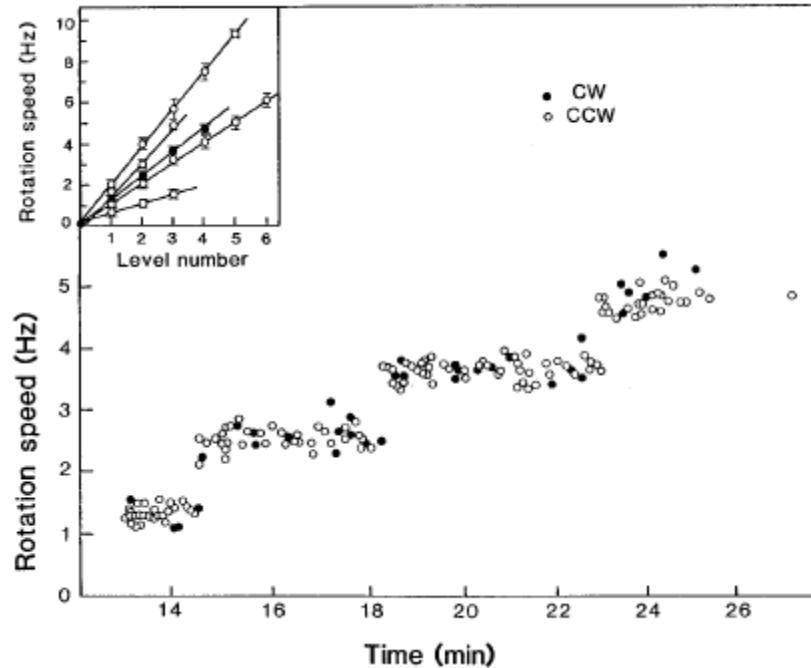 10
8
6
4
2
0
Rotation speed (Hz)
1 2 3 4 5 6
Level number
CW
CCW
5
4
3
2
1
0
Rotation speed (Hz)
14 16 18 20 22 24 26
Time (min)